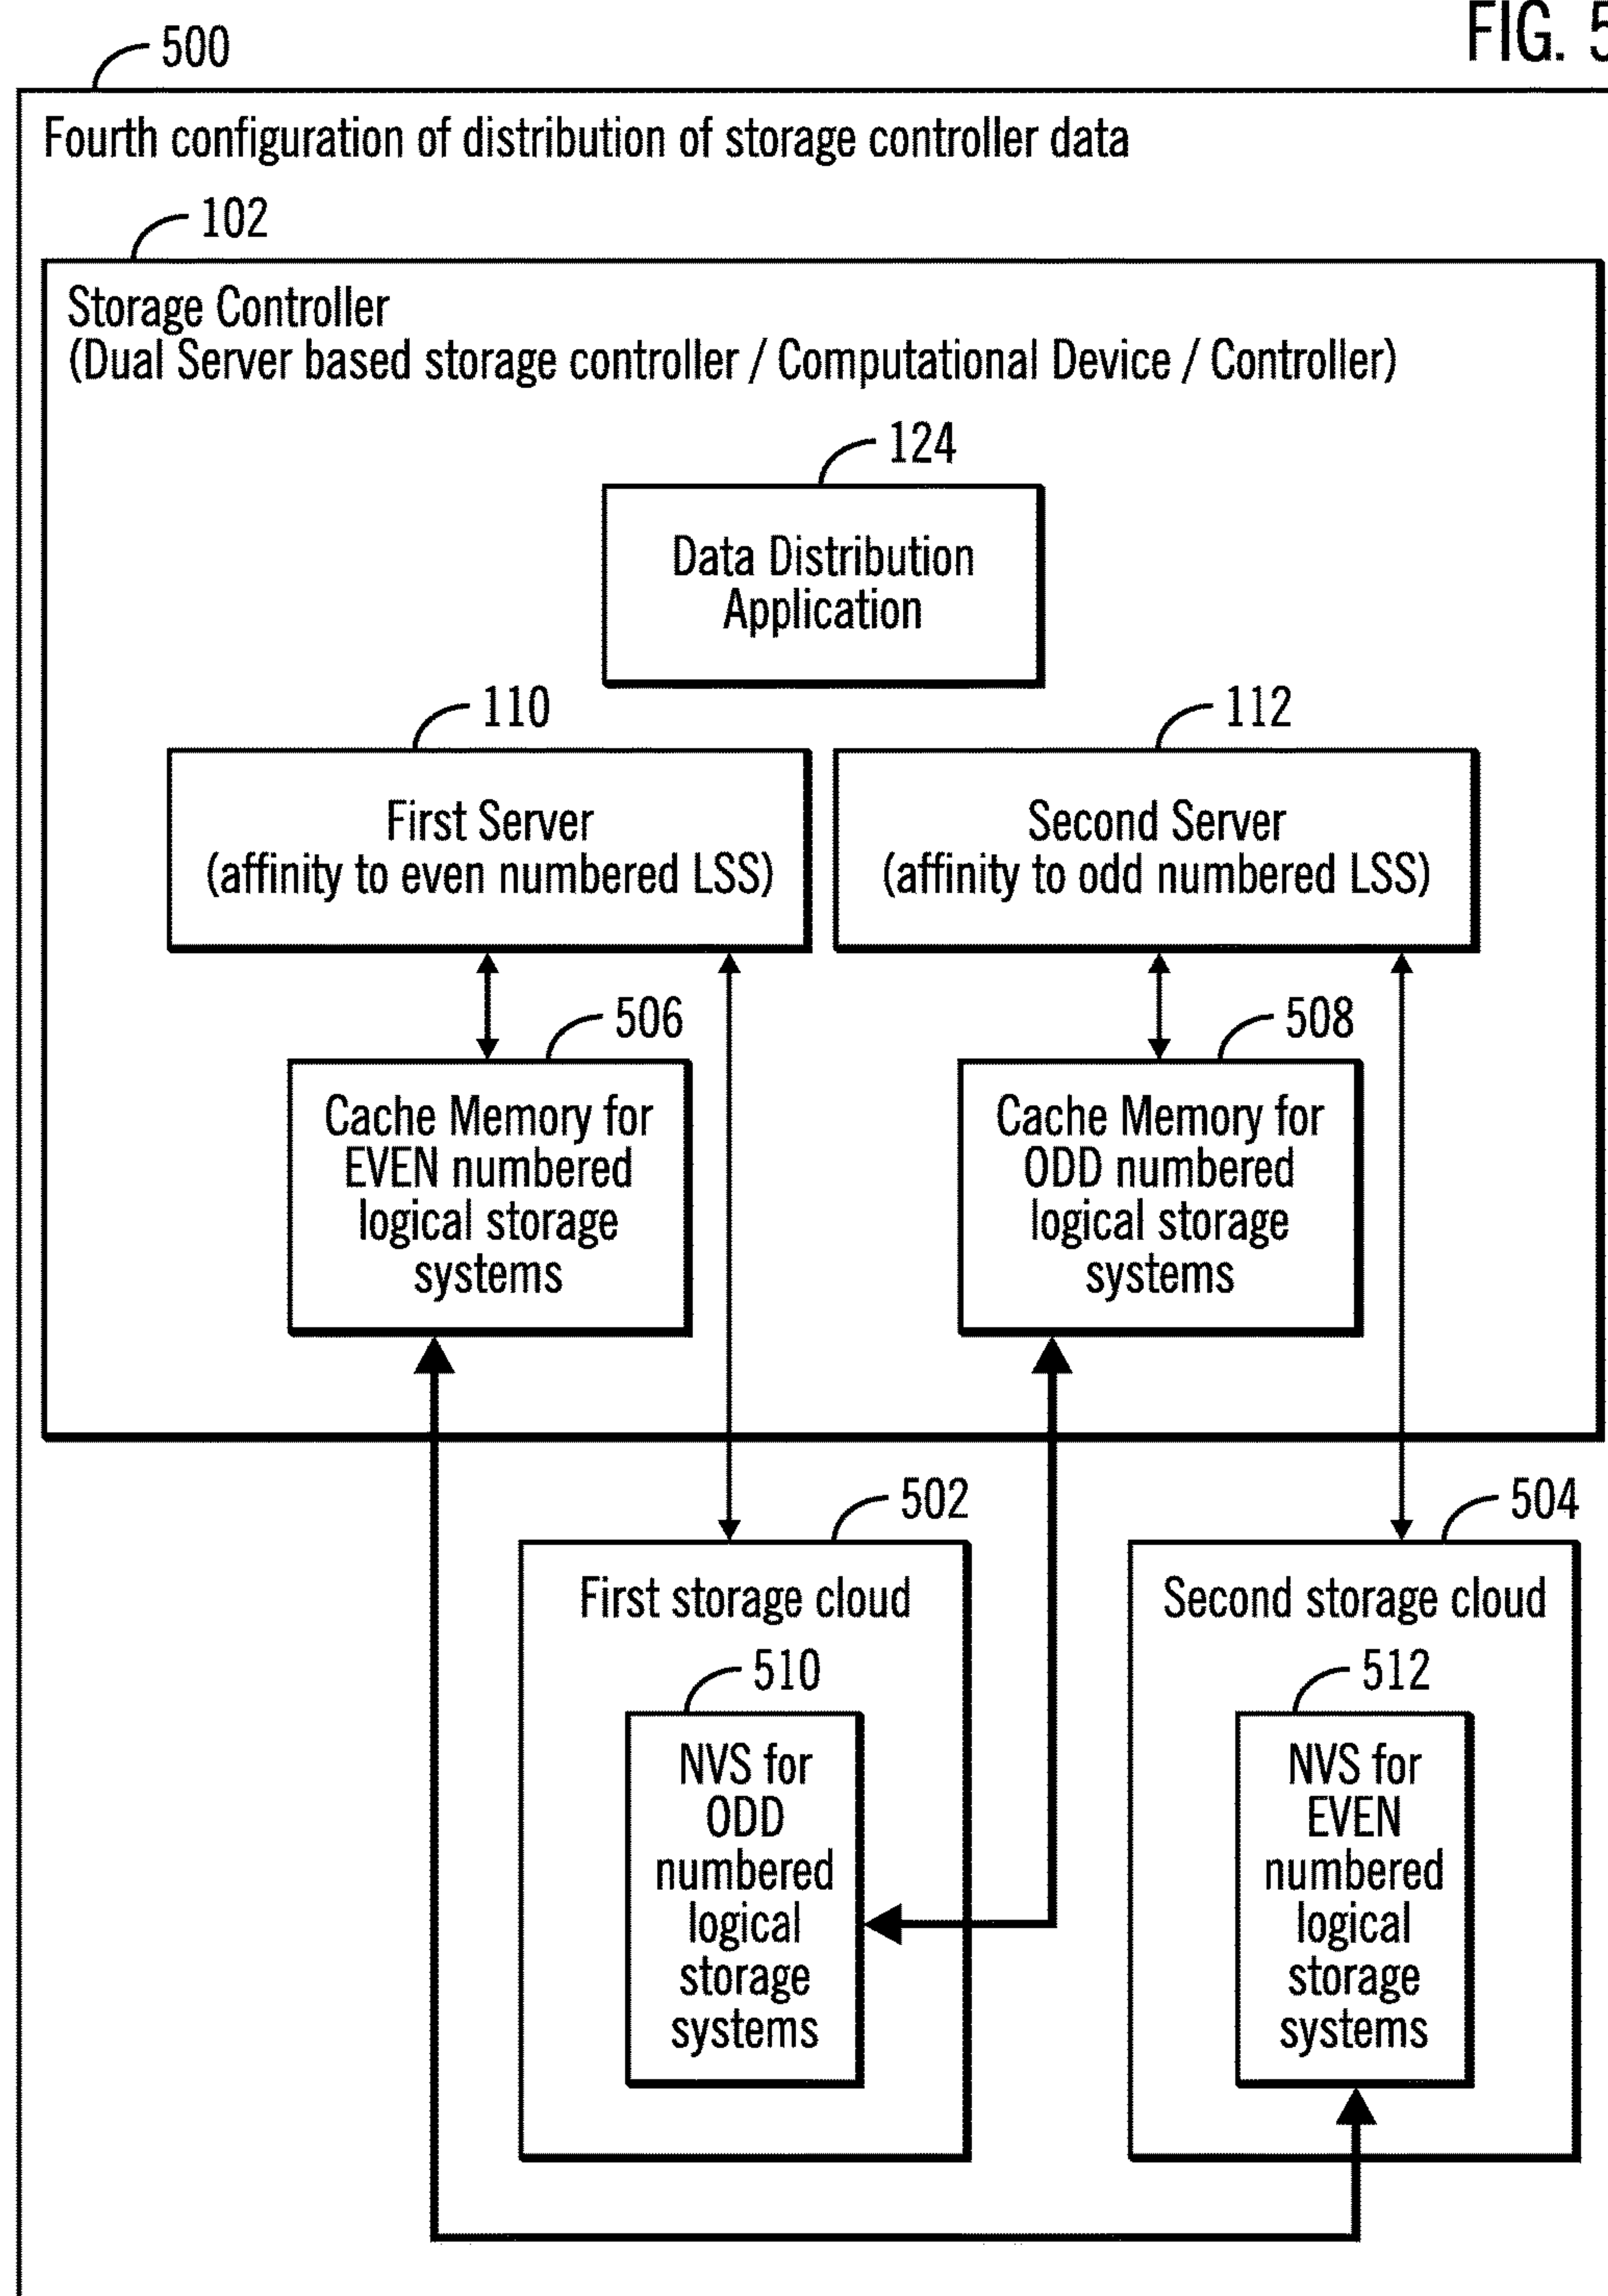 FIG. 5
500
Fourth configuration of distribution of storage controller data
102
Storage Controller
(Dual Server based storage controller / Computational Device / Controller)
124
Data Distribution
Application
110
112
First Server
(affinity to even numbered LSS)
Second Server
(affinity to odd numbered LSS)
506
508
Cache Memory for
EVEN numbered
logical storage
systems
Cache Memory for
ODD numbered
logical storage
systems
502
504
First storage cloud
Second storage cloud
510
512
NVS for
ODD
numbered
logical
storage
systems
NVS for
EVEN
numbered
logical
storage
systems